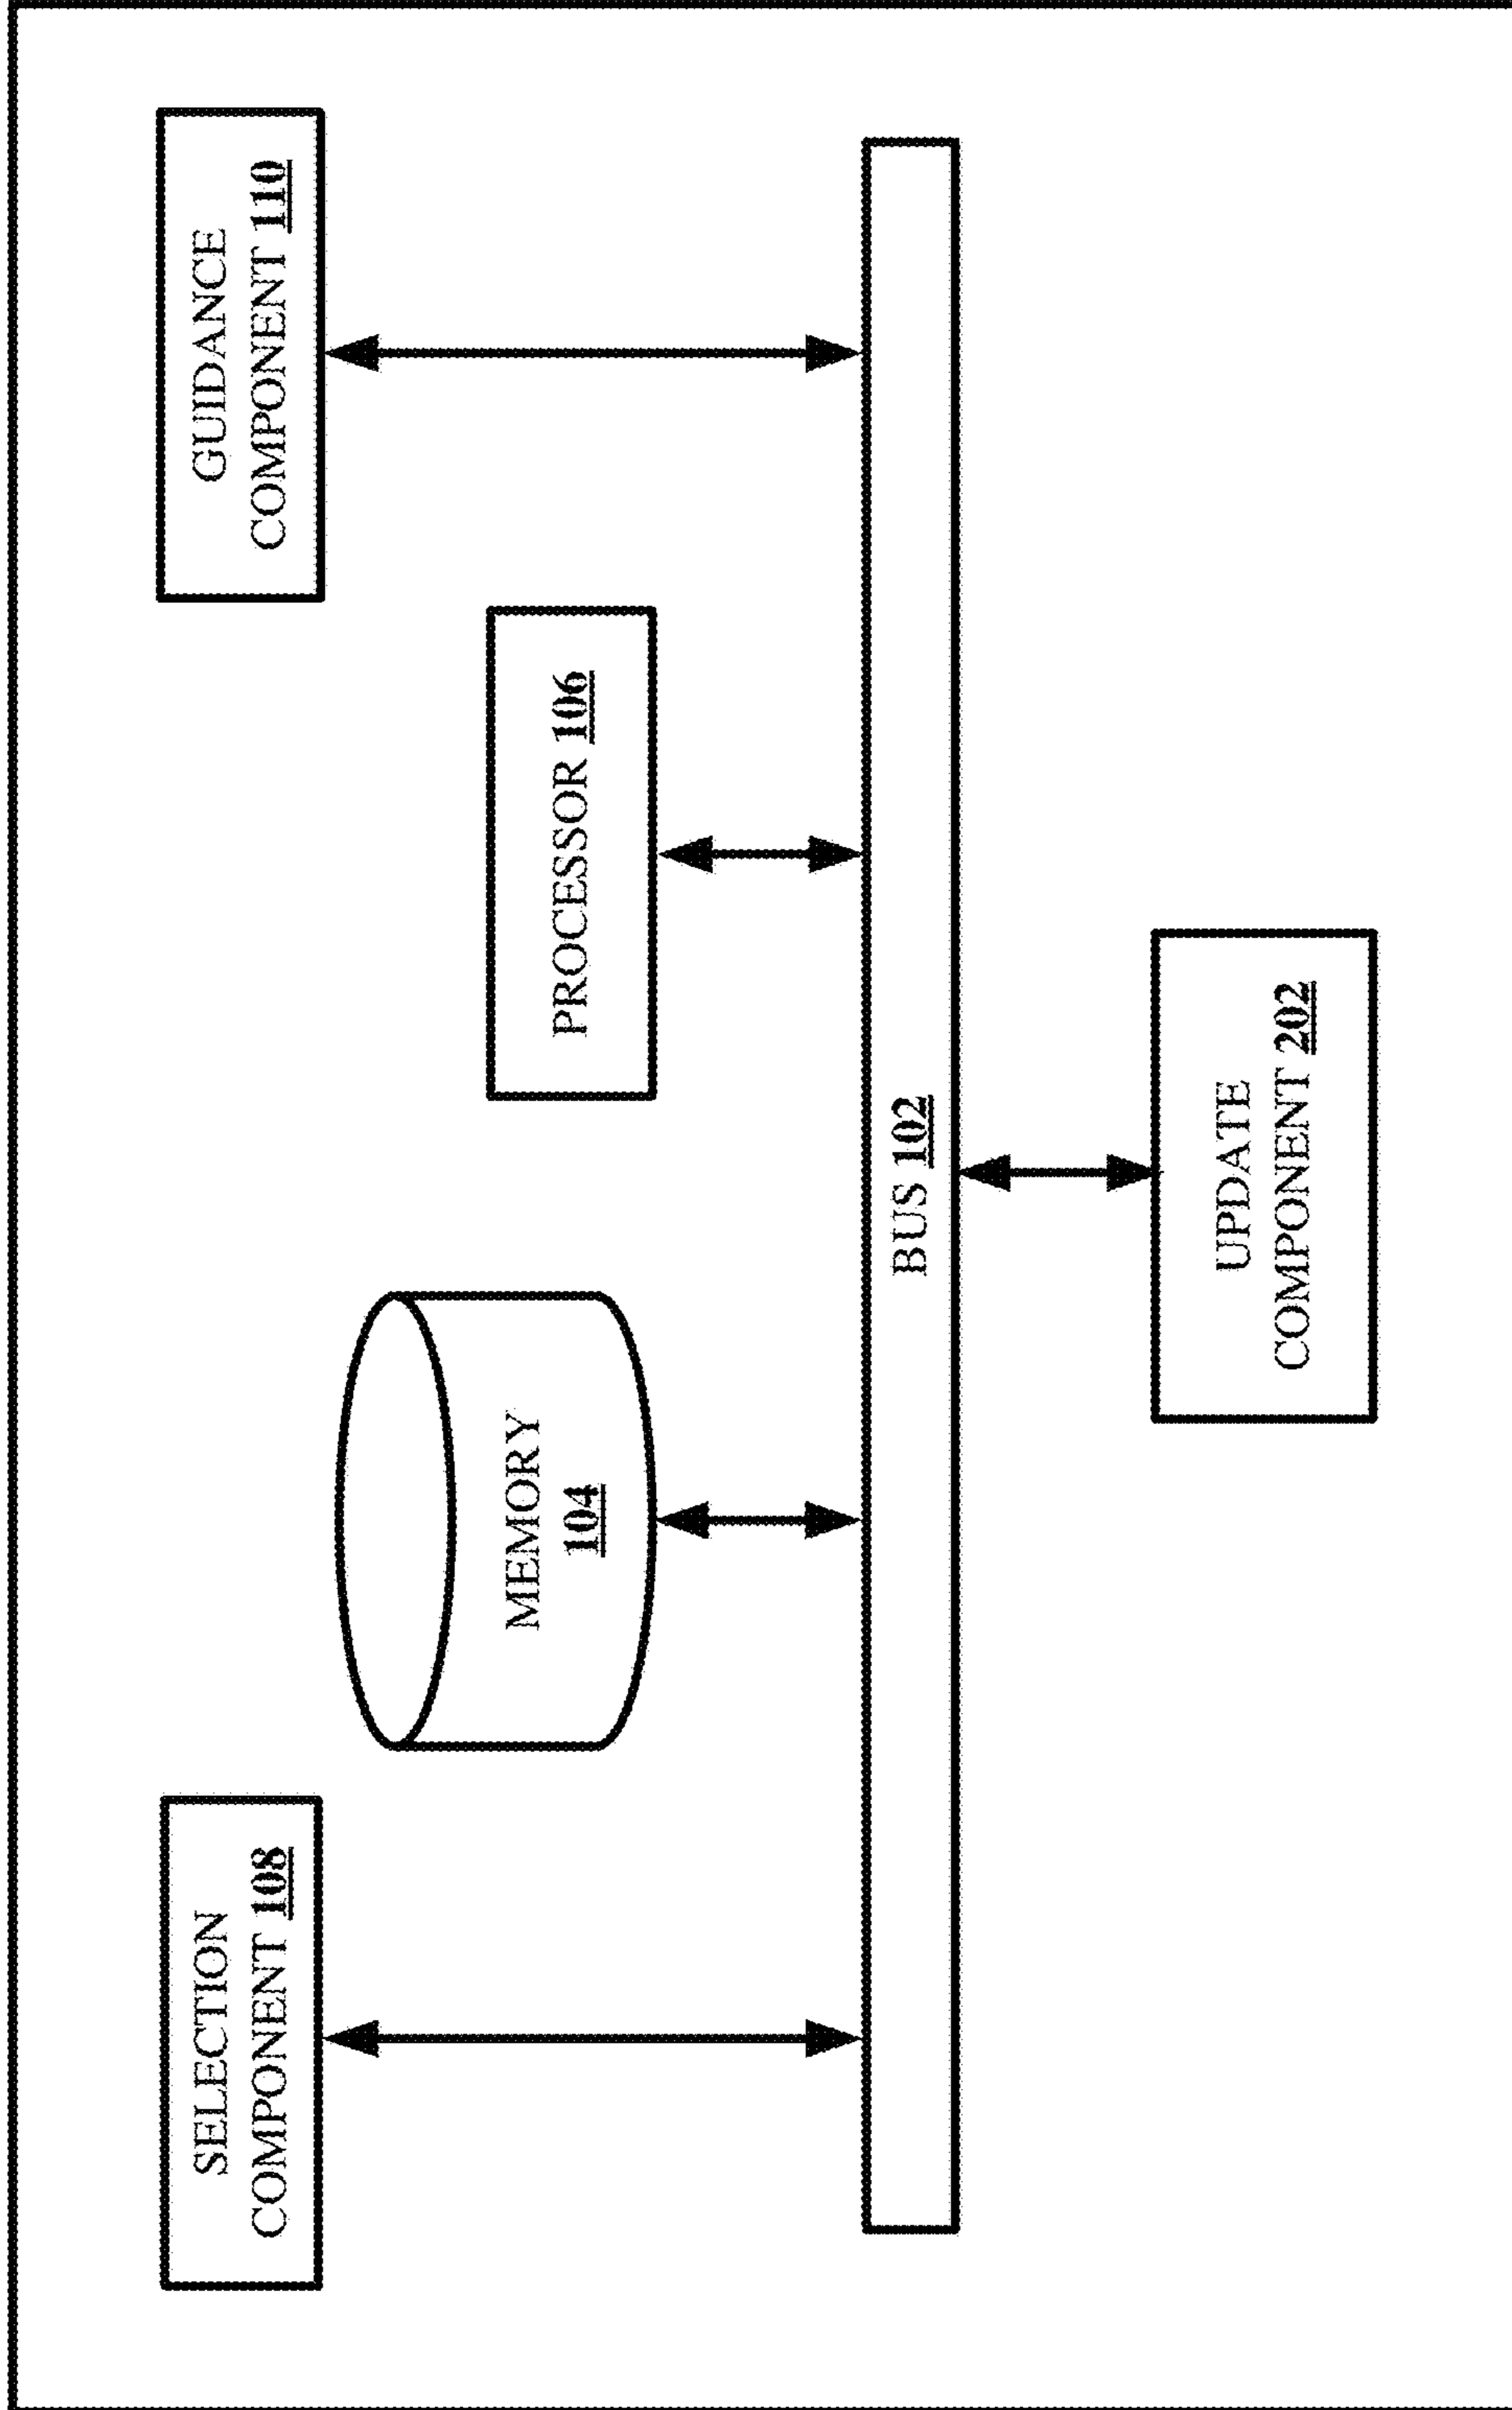 SELECTION
COMPONENT 108
MEMORY
104
PROCESSOR 106
GUIDANCE
COMPONENT 110
BUS 102
UPDATE
COMPONENT 202